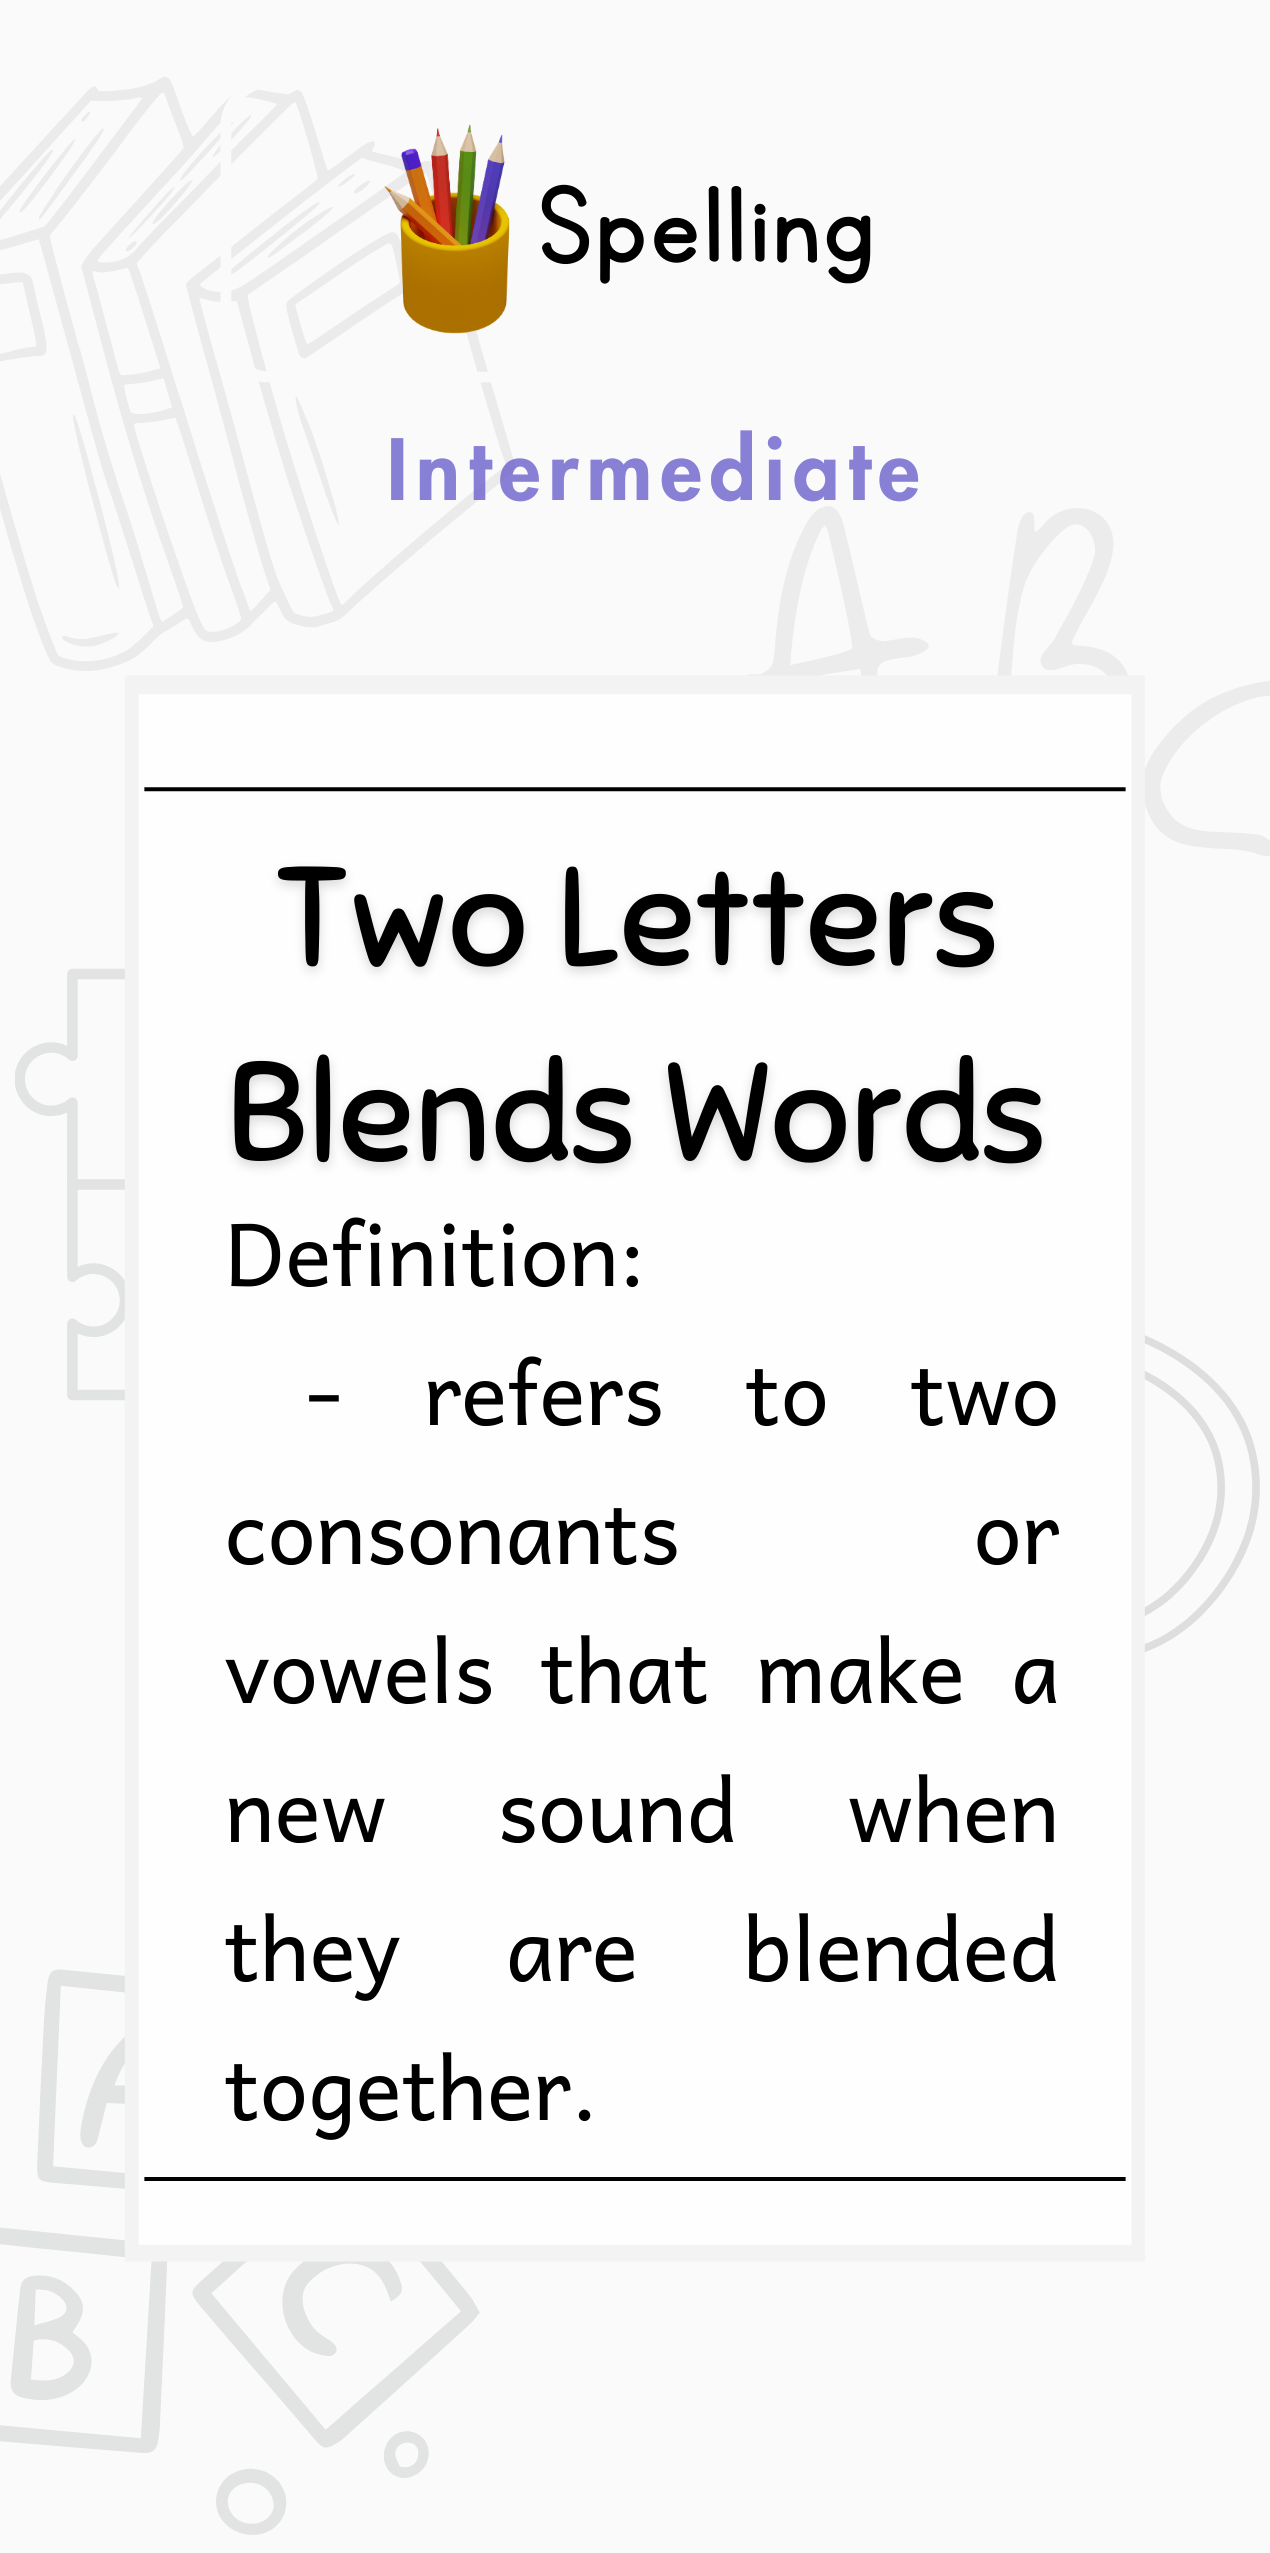 Spelling
Intermediate
Two Letters
Blends Words
Definition:
- refers to two
consonants or
vowels that make a
new sound when
they are blended
together.
A B
A
B
C